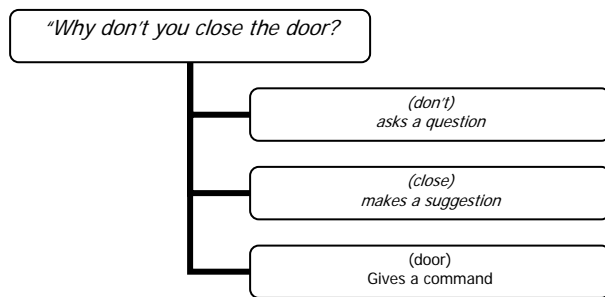 “Why don’t you close the door?
(don’t)
asks a question
(close)
makes a suggestion
(door)
Gives a command